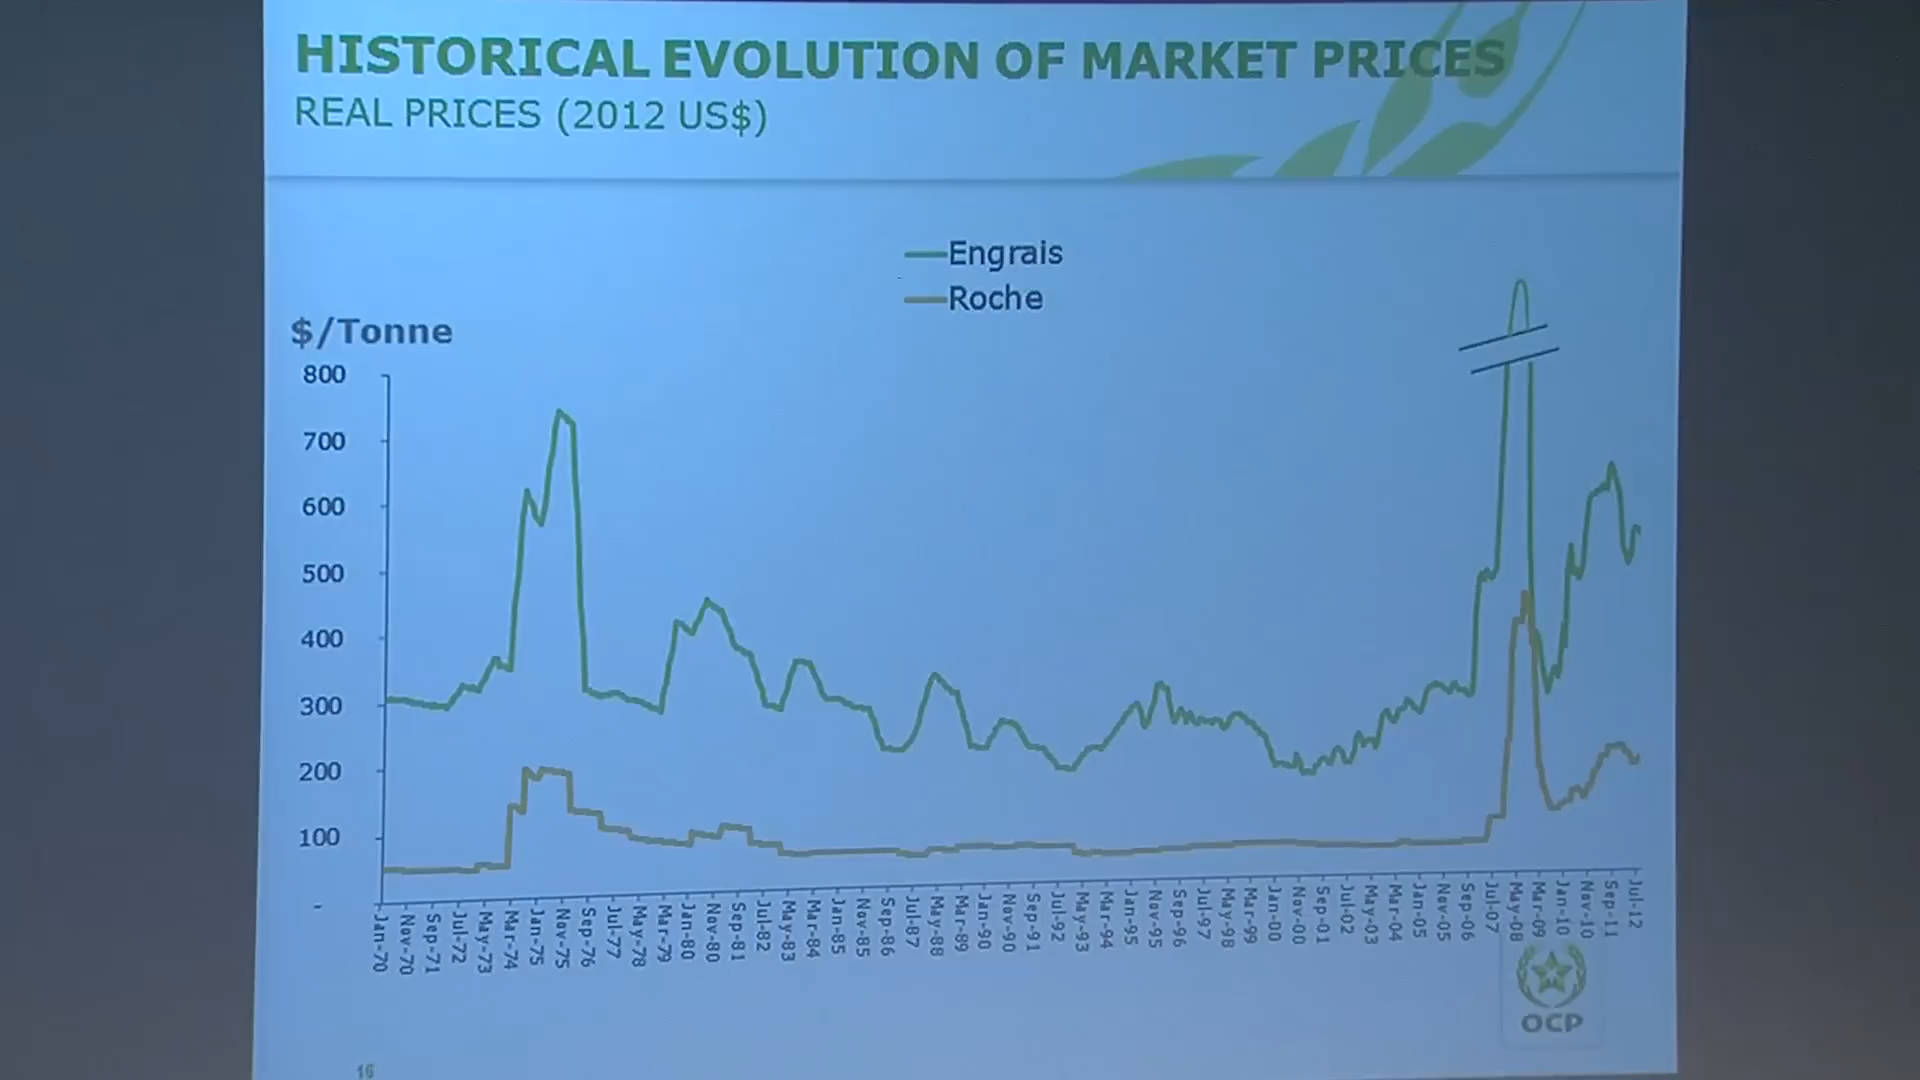 HISTORICAL EVOLUTION OF MARKET PRICES
REAL PRICES (2012 US$)
Engrais
Roche
$/Tonne
800
700
600
500
400
300
200
100
-
Jan-70
Nov-70
Sep-71
Jul-72
May-73
Mar-74
Jan-75
Nov-75
Sep-76
Jul-77
May-78
Mar-79
Jan-80
Nov-80
Sep-81
Jul-82
May-83
Mar-84
Jan-85
Nov-85
Sep-86
Jul-87
May-88
Mar-89
Jan-90
Nov-90
Sep-91
Jul-92
May-93
Mar-94
Jan-95
Nov-95
Sep-96
Jul-97
May-98
Mar-99
Jan-00
Nov-00
Sep-01
Jul-02
May-03
Mar-04
Jan-05
Nov-05
Sep-06
Jul-07
May-08
Mar-09
Jan-10
Nov-10
Sep-11
Jul-12
OCP
16